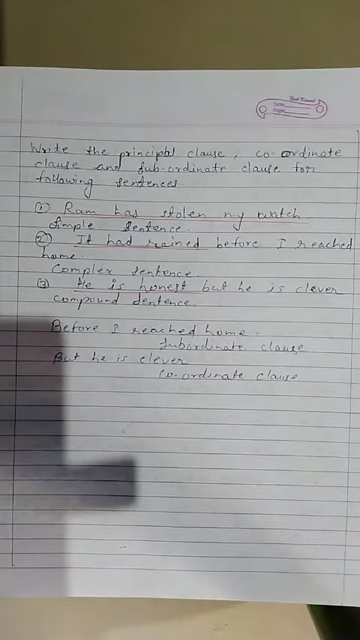 Write the principal clause, co-ordinate
clause and sub-ordinate clause for
following sentences.
① Ram has stolen my watch
Simple sentence.
② It had rained before I reached
home
Complex sentence.
③ He is honest but he is clever
Compound sentence.
Before I reached home.
Subordinate clause
But he is clever
co-ordinate clause